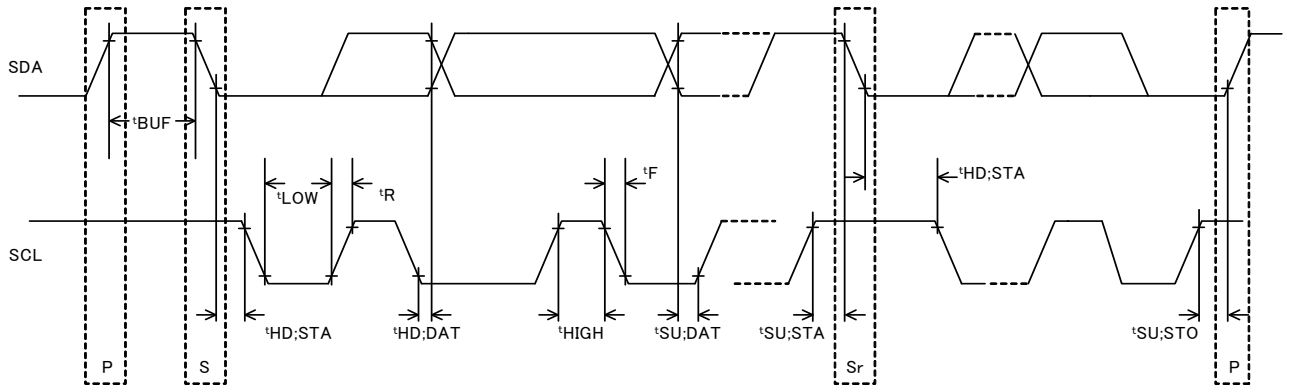 SDA
tBUF
tHD;STA
tLOW
tR
tF
SCL
tHD;STA
tHD;DAT
tHIGH
tSU;DAT
tSU;STA
tSU;STO
P
S
Sr
P